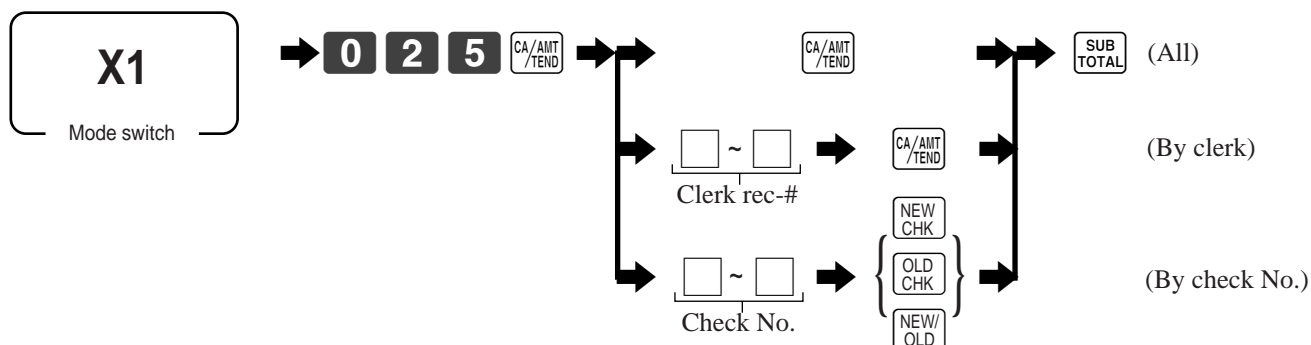 X1
Mode switch
0 2 5 CA/AMT/TEND
CA/AMT/TEND
SUB TOTAL
(All)
~
Clerk rec-#
CA/AMT/TEND
(By clerk)
~
Check No.
NEW CHK
{ OLD CHK }
NEW/OLD
(By check No.)